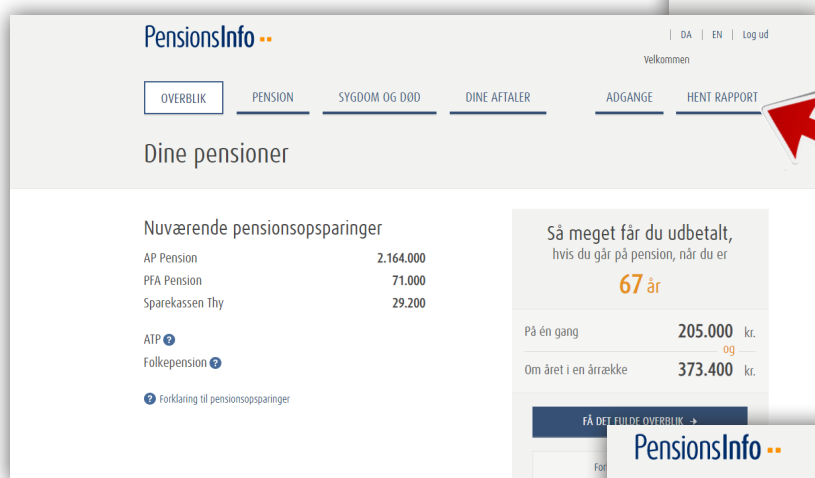 PensionsInfo
| DA | EN | Log ud
Velkommen
OVERBLIK PENSION SYGDOM OG DØD DINE AFTALER ADGANGE HENT RAPPORT
Dine pensioner
Nuværende pensionsopsparinger
AP Pension 2.164.000
PFA Pension 71.000
Sparekassen Thy 29.200
ATP ?
Folkepension ?
? Forklaring til pensionsopsparinger
Så meget får du udbetalt,
hvis du går på pension, når du er
67 år
På én gang 205.000 kr.
og
Om året i en årrække 373.400 kr.
FÅ DET FULDE OVERBLIK →
PensionsInfo